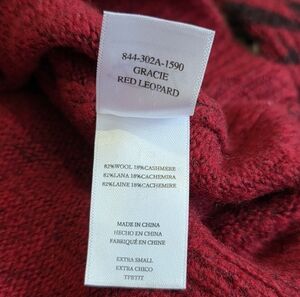 844-302A-1590
GRACIE
RED LEOPARD
82%WOOL 18%CASHMERE
82%LANA 18%CACHEMIRA
82%LAINE 18%CACHEMIRE
MADE IN CHINA
HECHO EN CHINA
FABRIQUÉ EN CHINE
EXTRA SMALL
EXTRA CHICO